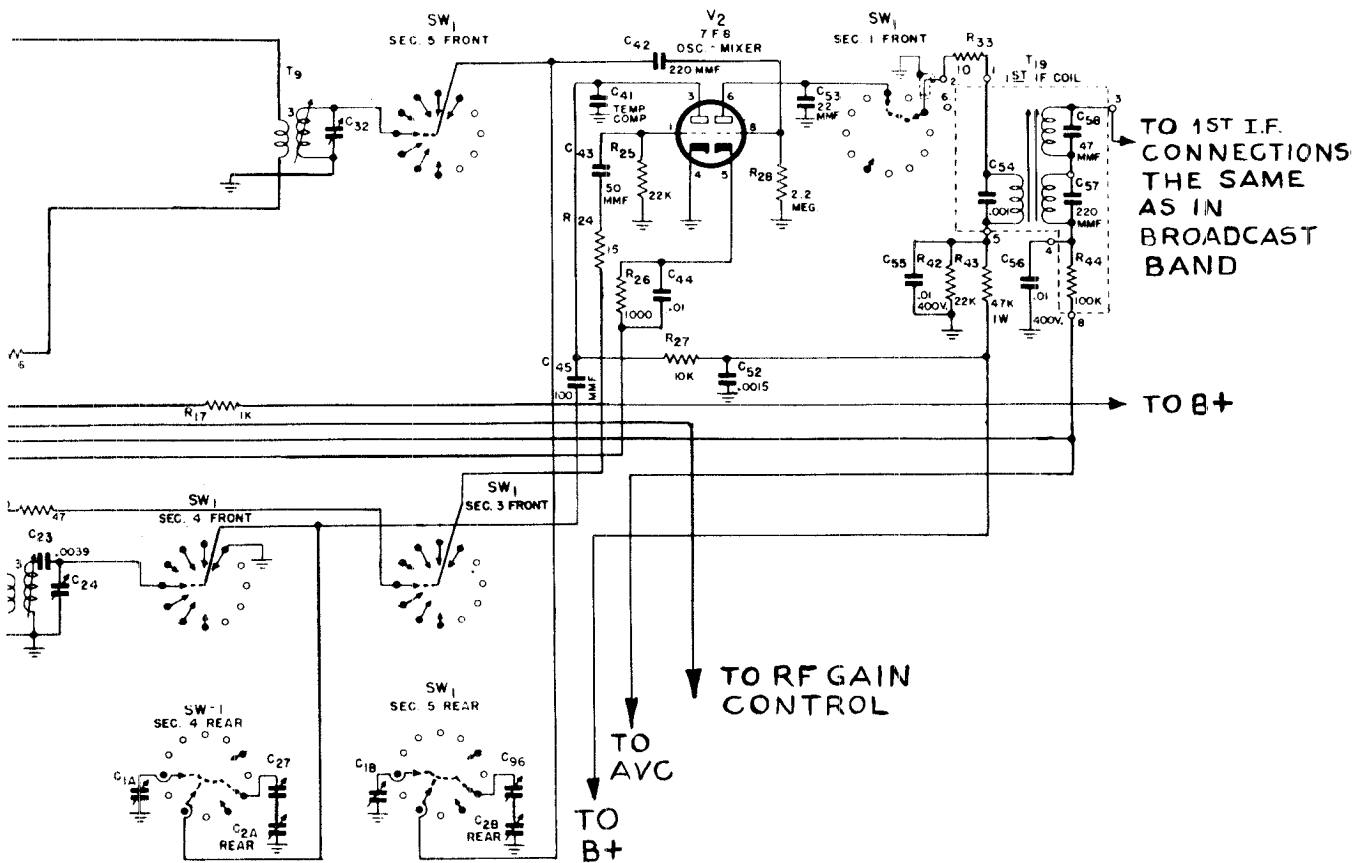 SW1
SEC. 5 FRONT
T9
3
C32
C42
220 MMF
V2
7F8
OSC.-MIXER
SW1
SEC. 1 FRONT
R33
10
2
6
1
T19
1ST IF COIL
3
C41
TEMP
COMP
3
6
C53
22
MMF
C58
47
MMF
TO 1ST I.F.
CONNECTIONS
THE SAME
AS IN
BROADCAST
BAND
C43
50
MMF
R25
22K
1
8
4
5
R28
2.2
MEG.
C54
.001
C57
220
MMF
R24
15
R26
1000
C44
.01
C55
.01
400V.
R42
22K
R43
47K
1W
5
C56
.01
400V.
4
R44
100K
8
6
C45
100
MMF
R27
10K
C52
.0015
R17
1K
TO B+
47
SW1
SEC. 4 FRONT
SW1
SEC. 3 FRONT
C23
.0039
3
C24
TO RF GAIN
CONTROL
SW-1
SEC. 4 REAR
SW1
SEC. 5 REAR
C1A
C27
C2A
REAR
C1B
C96
C2B
REAR
TO
AVC
TO
B+